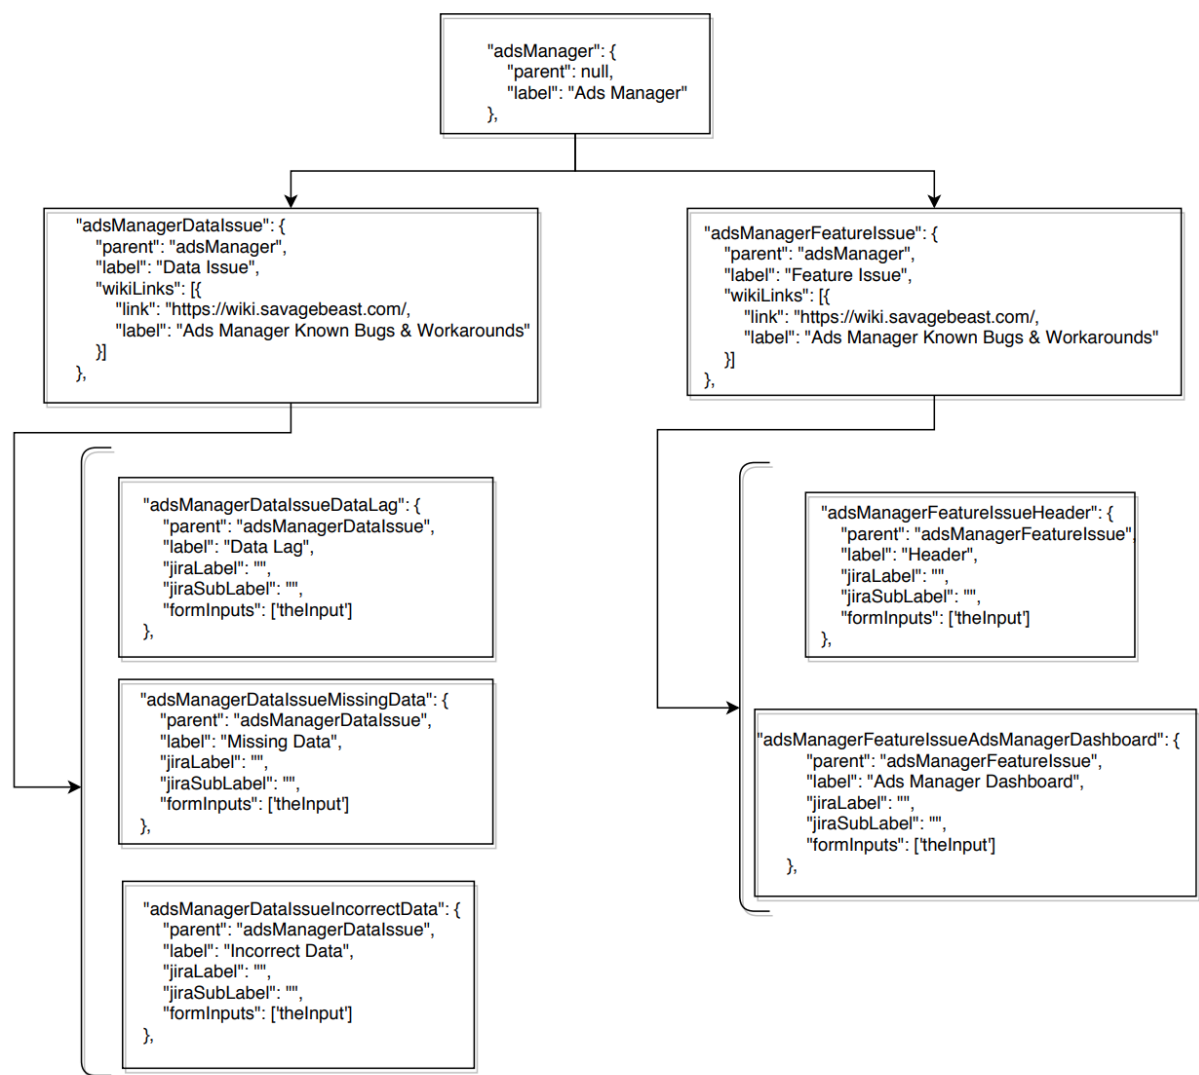 "adsManager": {
"parent": null,
"label": "Ads Manager"
},
"adsManagerDataIssue": {
"parent": "adsManager",
"label": "Data Issue",
"wikiLinks": [{
"link": "https://wiki.savagebeast.com/,
"label": "Ads Manager Known Bugs & Workarounds"
}]
},
"adsManagerFeatureIssue": {
"parent": "adsManager",
"label": "Feature Issue",
"wikiLinks": [{
"link": "https://wiki.savagebeast.com/,
"label": "Ads Manager Known Bugs & Workarounds"
}]
},
"adsManagerDataIssueDataLag": {
"parent": "adsManagerDataIssue",
"label": "Data Lag",
"jiraLabel": "",
"jiraSubLabel": "",
"formInputs": ['theInput']
},
"adsManagerDataIssueMissingData": {
"parent": "adsManagerDataIssue",
"label": "Missing Data",
"jiraLabel": "",
"jiraSubLabel": "",
"formInputs": ['theInput']
},
"adsManagerDataIssueIncorrectData": {
"parent": "adsManagerDataIssue",
"label": "Incorrect Data",
"jiraLabel": "",
"jiraSubLabel": "",
"formInputs": ['theInput']
},
"adsManagerFeatureIssueHeader": {
"parent": "adsManagerFeatureIssue",
"label": "Header",
"jiraLabel": "",
"jiraSubLabel": "",
"formInputs": ['theInput']
},
"adsManagerFeatureIssueAdsManagerDashboard": {
"parent": "adsManagerFeatureIssue",
"label": "Ads Manager Dashboard",
"jiraLabel": "",
"jiraSubLabel": "",
"formInputs": ['theInput']
},